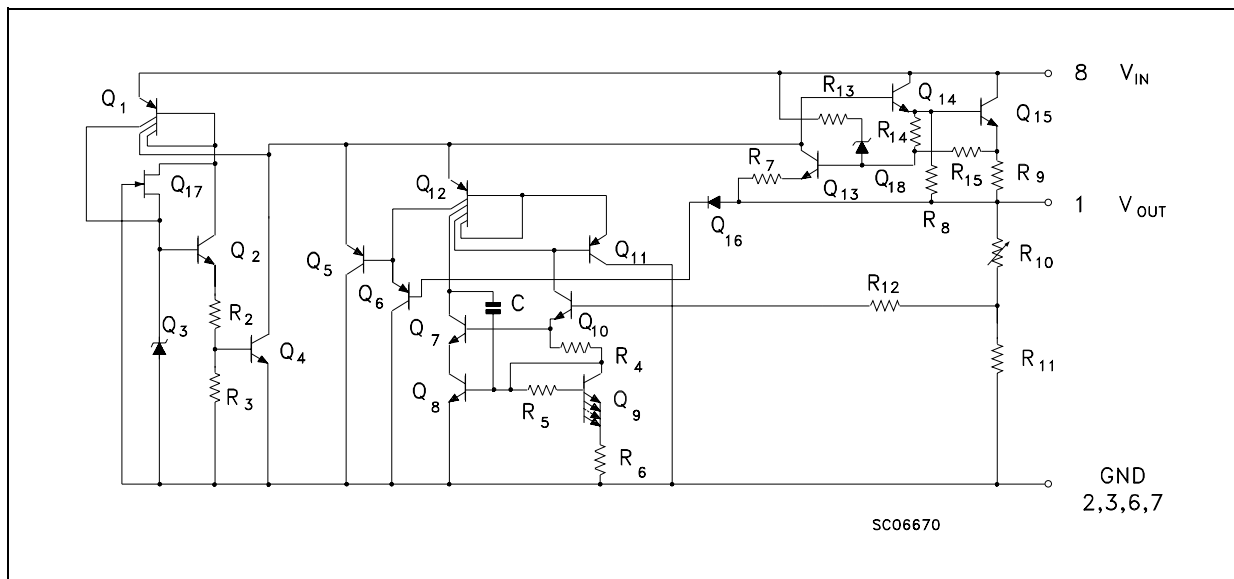 8 V_IN
R_13
Q_1
Q_14
Q_15
R_14
R_7
Q_17
Q_12
Q_13
Q_18
R_15
R_9
R_8
1 V_OUT
Q_16
Q_2
Q_5
Q_11
R_10
Q_6
R_12
C
R_2
Q_3
Q_7
Q_10
Q_4
R_4
R_11
R_3
Q_8
R_5
Q_9
R_6
GND
2,3,6,7
SC06670